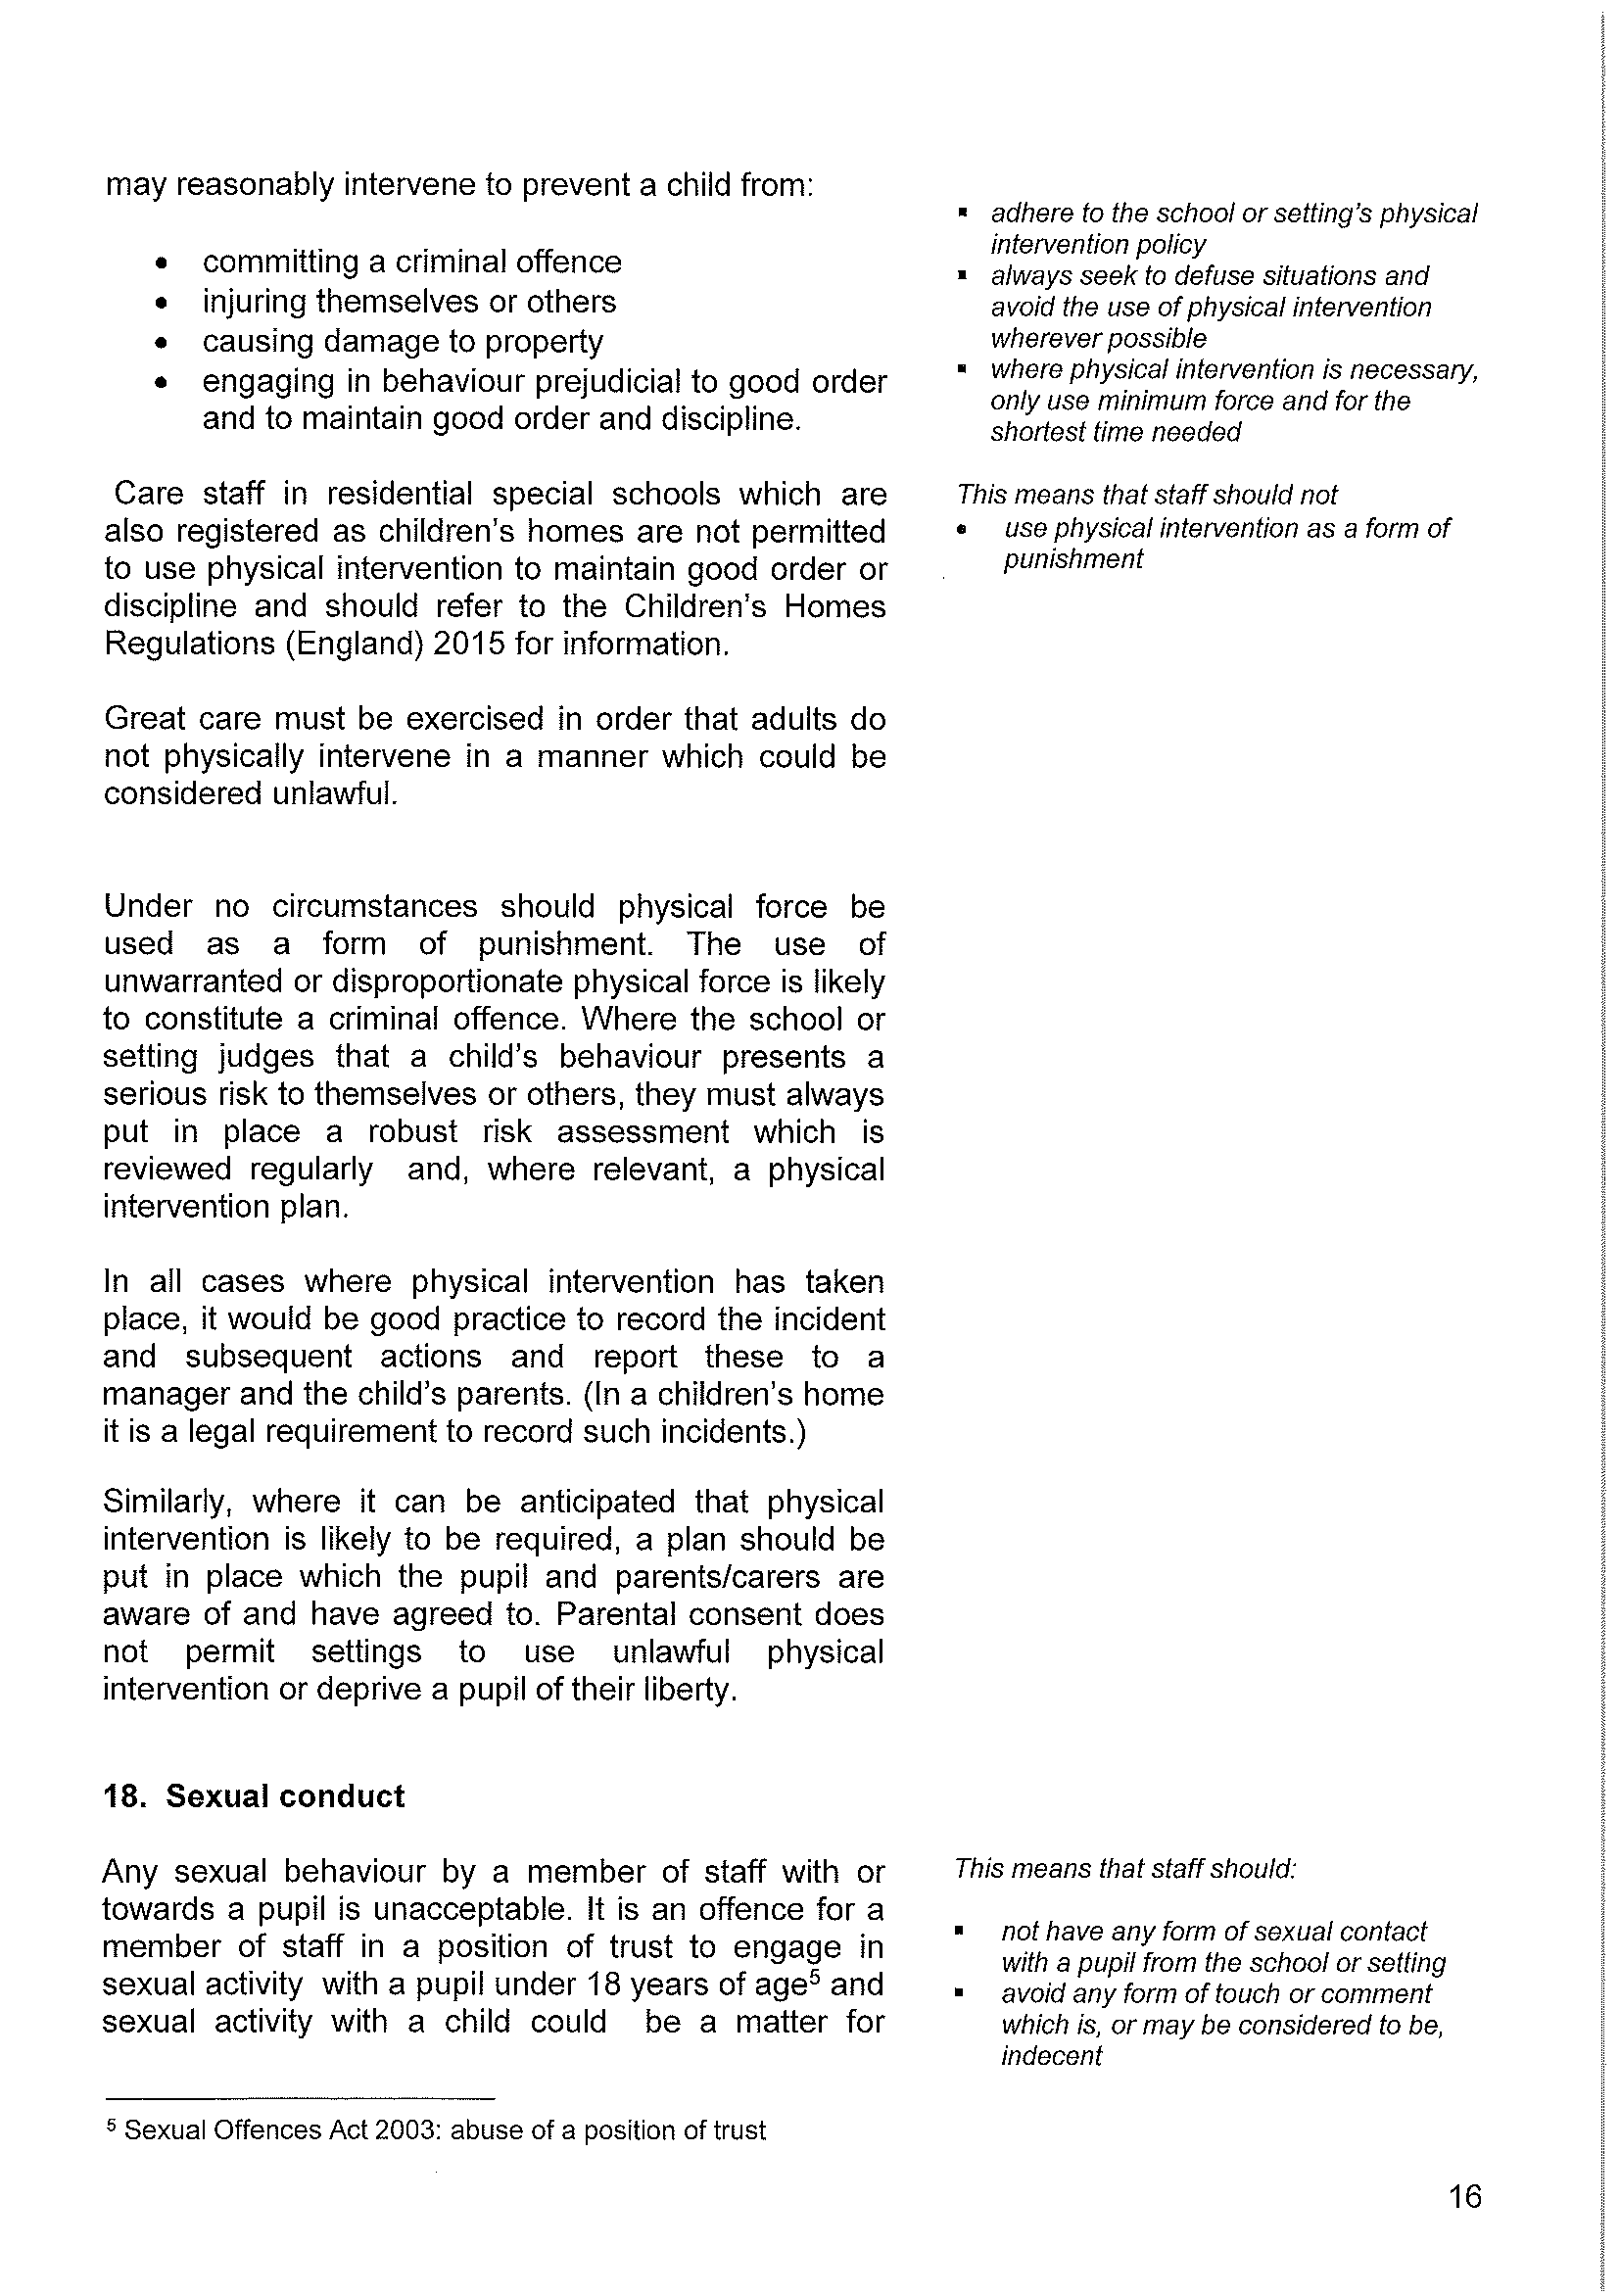 may reasonably intervene to prevent a child from:
• committing a criminal offence
• injuring themselves or others
• causing damage to property
• engaging in behaviour prejudicial to good order
and to maintain good order and discipline.
Care staff in residential special schools which are
also registered as children's homes are not permitted
to use physical intervention to maintain good order or
discipline and should refer to the Children's Homes
Regulations (England) 2015 for information.
Great care must be exercised in order that adults do
not physically intervene in a manner which could be
considered unlawful.
Under no circumstances should physical force be
used as a form of punishment. The use of
unwarranted or disproportionate physical force is likely
to constitute a criminal offence. Where the school or
setting judges that a child's behaviour presents a
serious risk to themselves or others, they must always
put in place a robust risk assessment which is
reviewed regularly and, where relevant, a physical
intervention plan.
In all cases where physical intervention has taken
place, it would be good practice to record the incident
and subsequent actions and report these to a
manager and the child's parents. (In a children's home
it is a legal requirement to record such incidents.)
Similarly, where it can be anticipated that physical
intervention is likely to be required, a plan should be
put in place which the pupil and parents/carers are
aware of and have agreed to. Parental consent does
not permit settings to use unlawful physical
intervention or deprive a pupil of their liberty.
▪ adhere to the school or setting's physical
intervention policy
▪ always seek to defuse situations and
avoid the use of physical intervention
wherever possible
▪ where physical intervention is necessary,
only use minimum force and for the
shortest time needed
This means that staff should not
• use physical intervention as a form of
punishment
18. Sexual conduct
Any sexual behaviour by a member of staff with or
towards a pupil is unacceptable. It is an offence for a
member of staff in a position of trust to engage in
sexual activity with a pupil under 18 years of age⁵ and
sexual activity with a child could be a matter for
This means that staff should:
▪ not have any form of sexual contact
with a pupil from the school or setting
▪ avoid any form of touch or comment
which is, or may be considered to be,
indecent
⁵ Sexual Offences Act 2003: abuse of a position of trust
16